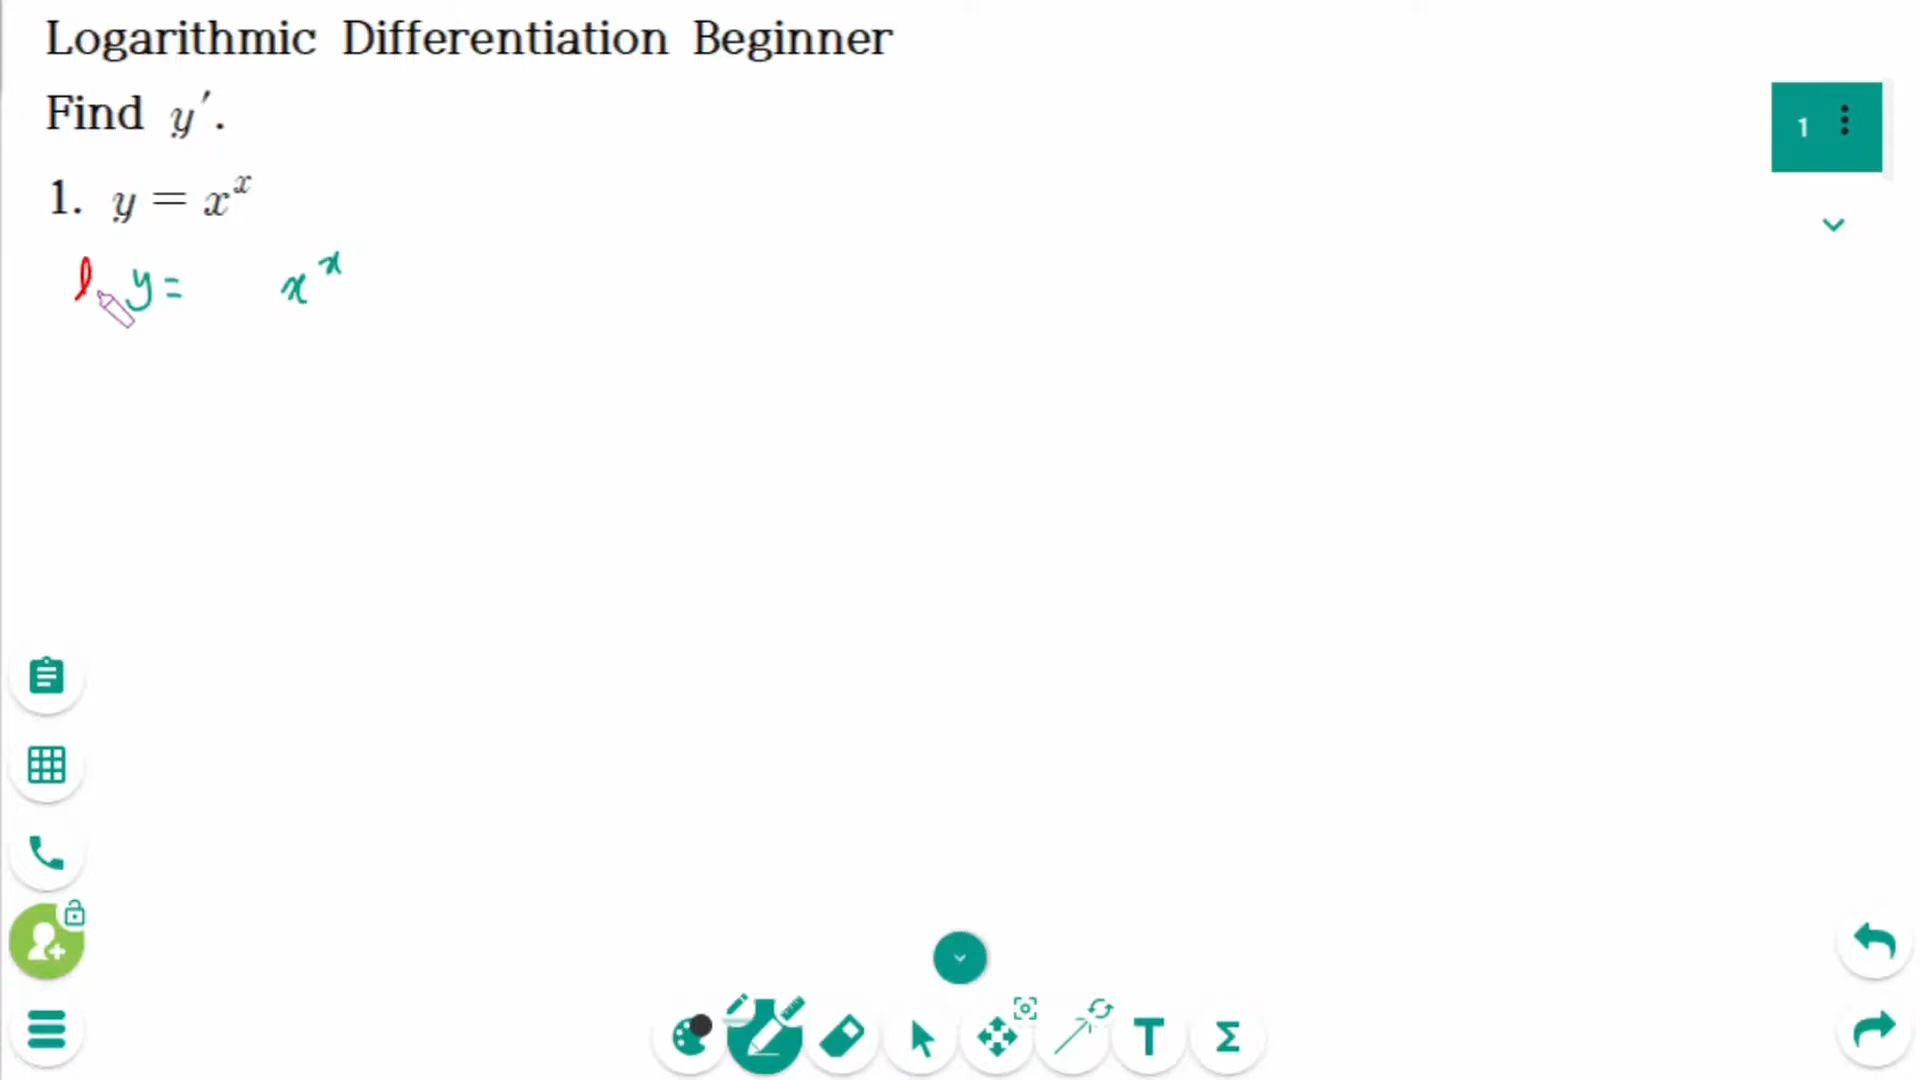 Logarithmic Differentiation Beginner
Find y′.
1. y = x^x
l y = x^x
1
T
Σ